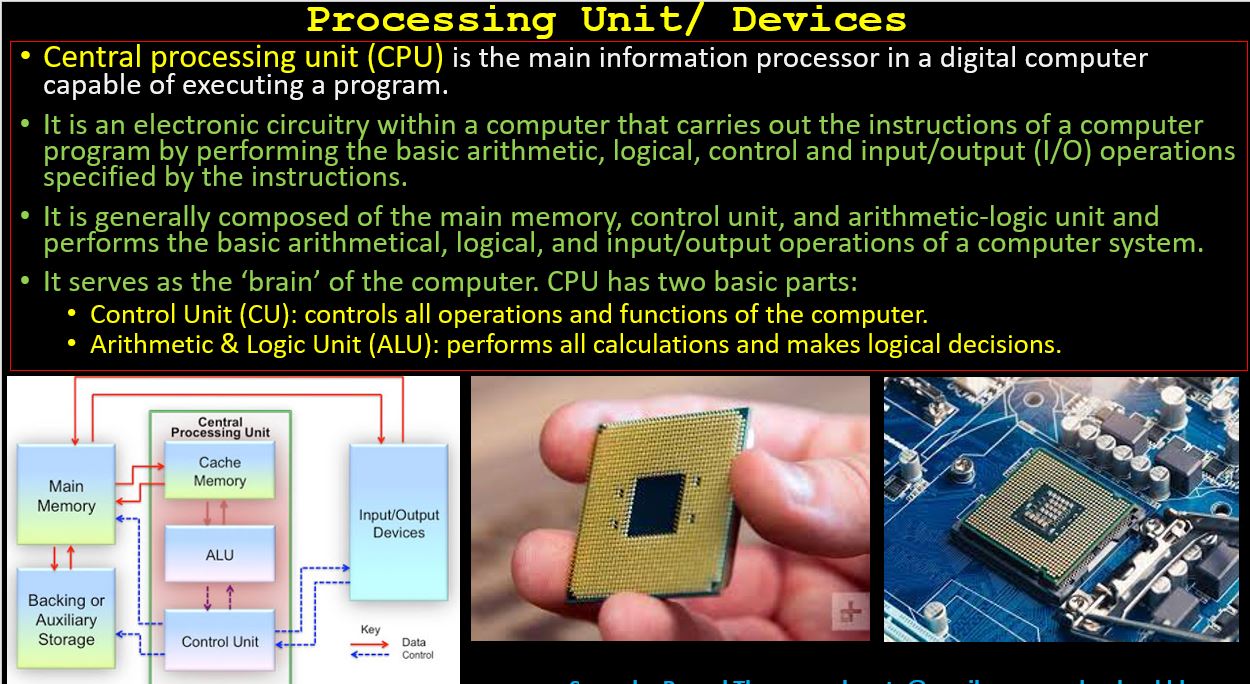 Processing Unit/ Devices
• Central processing unit (CPU) is the main information processor in a digital computer
capable of executing a program.
• It is an electronic circuitry within a computer that carries out the instructions of a computer
program by performing the basic arithmetic, logical, control and input/output (I/O) operations
specified by the instructions.
• It is generally composed of the main memory, control unit, and arithmetic-logic unit and
performs the basic arithmetical, logical, and input/output operations of a computer system.
• It serves as the ‘brain’ of the computer. CPU has two basic parts:
• Control Unit (CU): controls all operations and functions of the computer.
• Arithmetic & Logic Unit (ALU): performs all calculations and makes logical decisions.
Central
Processing Unit
Cache
Memory
Main
Memory
Input/Output
Devices
ALU
Backing or
Auxiliary
Storage
Control Unit
Key
Data
Control